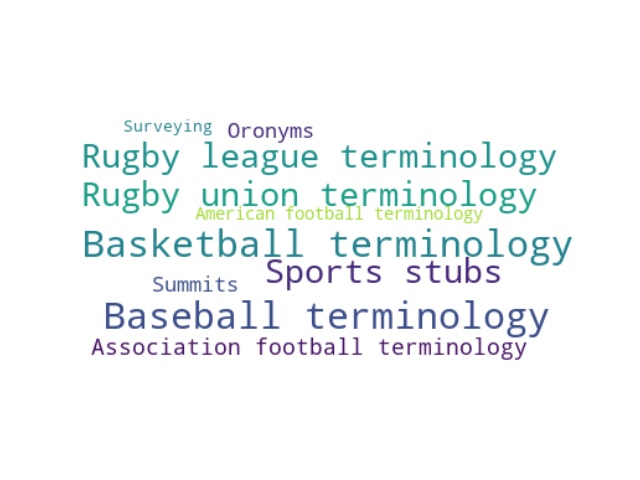 Surveying
Oronyms
Rugby league terminology
Rugby union terminology
American football terminology
Basketball terminology
Sports stubs
Summits
Baseball terminology
Association football terminology